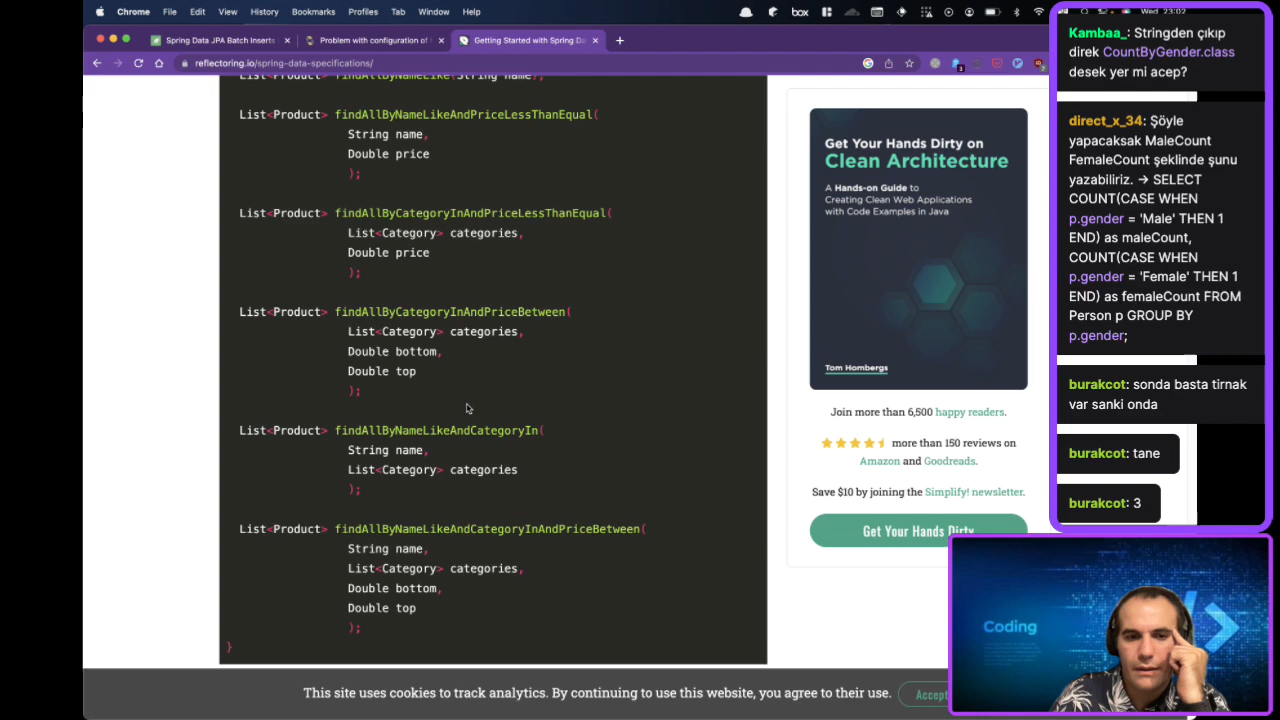 Chrome File Edit View History Bookmarks Profiles Tab Window Help
box
Wed 23:02
Spring Data JPA Batch Inserts
Problem with configuration of
Getting Started with Spring Da
reflectoring.io/spring-data-specifications/
findAllByNameLike(String name);
List<Product> findAllByNameLikeAndPriceLessThanEqual(
String name,
Double price
);
List<Product> findAllByCategoryInAndPriceLessThanEqual(
List<Category> categories,
Double price
);
List<Product> findAllByCategoryInAndPriceBetween(
List<Category> categories,
Double bottom,
Double top
);
List<Product> findAllByNameLikeAndCategoryIn(
String name,
List<Category> categories
);
List<Product> findAllByNameLikeAndCategoryInAndPriceBetween(
String name,
List<Category> categories,
Double bottom,
Double top
);
}
Get Your Hands Dirty on
Clean Architecture
A Hands-on Guide to
Creating Clean Web Applications
with Code Examples in Java
Tom Hombergs
Join more than 6,500 happy readers.
more than 150 reviews on
Amazon and Goodreads.
Save $10 by joining the Simplify! newsletter.
Get Your Hands Dirty
This site uses cookies to track analytics. By continuing to use this website, you agree to their use.
Accept
Kambaa_: Stringden çıkıp
direk CountByGender.class
desek yer mi acep?
direct_x_34: Şöyle
yapacaksak MaleCount
FemaleCount şeklinde şunu
yazabiliriz. → SELECT
COUNT(CASE WHEN
p.gender = 'Male' THEN 1
END) as maleCount,
COUNT(CASE WHEN
p.gender = 'Female' THEN 1
END) as femaleCount FROM
Person p GROUP BY
p.gender;
burakcot: sonda basta tirnak
var sanki onda
burakcot: tane
burakcot: 3
Coding